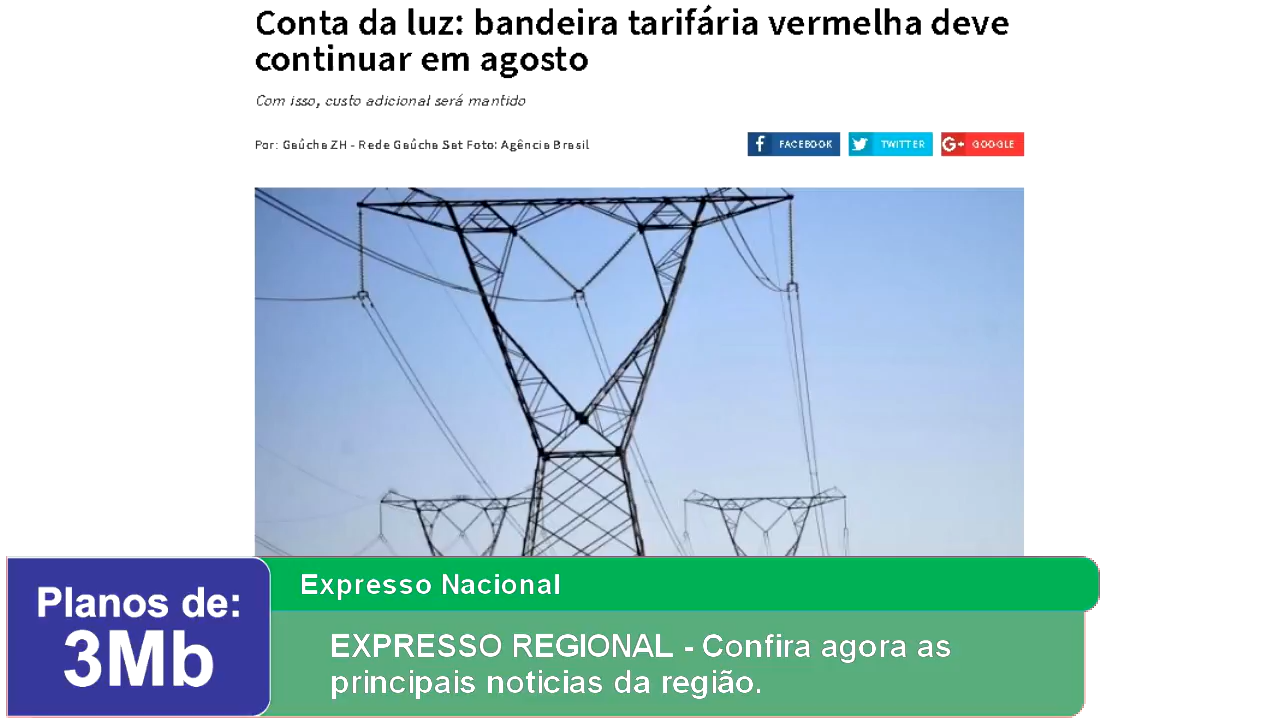 Conta da luz: bandeira tarifária vermelha deve
continuar em agosto
Com isso, custo adicional será mantido
Por: Gaúcha ZH - Rede Gaúcha Sat Foto: Agência Brasil
FACEBOOK
TWITTER
GOOGLE
Expresso Nacional
Planos de:
3Mb
EXPRESSO REGIONAL - Confira agora as
principais noticias da região.